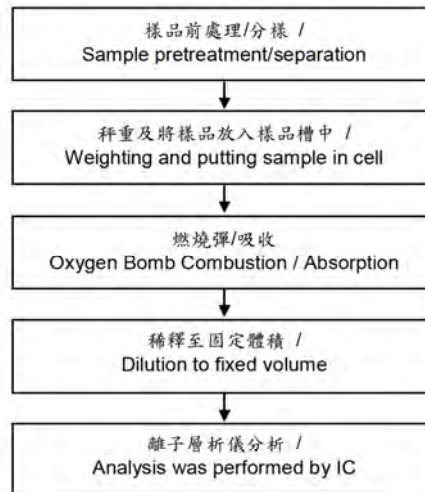 樣品前處理/分樣 /
Sample pretreatment/separation
秤重及將樣品放入樣品槽中 /
Weighting and putting sample in cell
燃燒彈/吸收
Oxygen Bomb Combustion / Absorption
稀釋至固定體積 /
Dilution to fixed volume
離子層析儀分析 /
Analysis was performed by IC